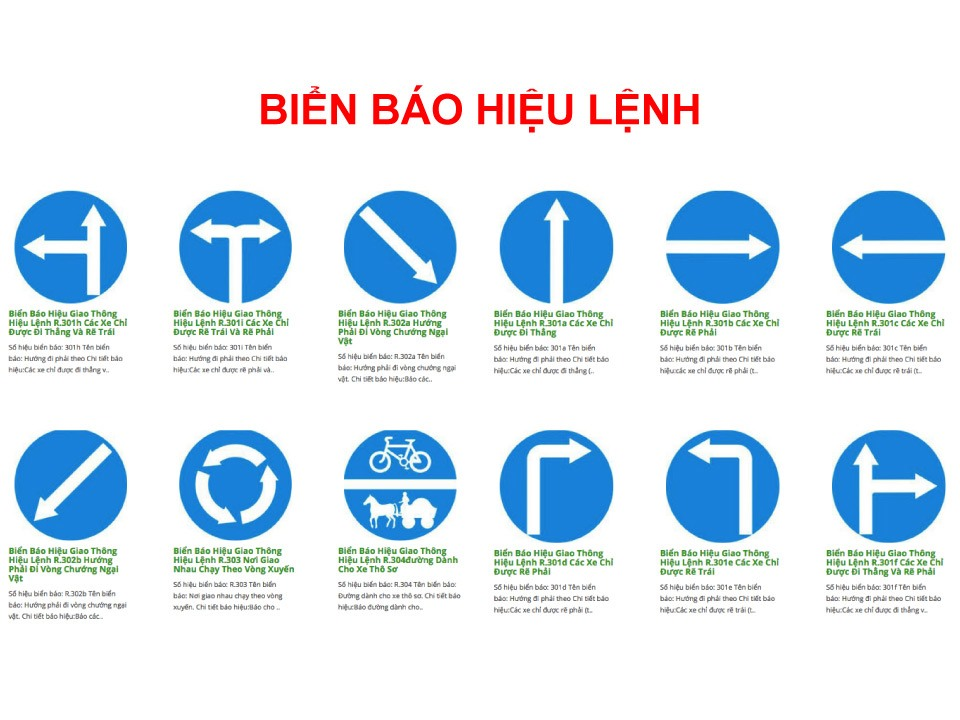 BIỂN BÁO HIỆU LỆNH
Biển Báo Hiệu Giao Thông
Hiệu Lệnh R.301h Các Xe Chỉ
Được Đi Thẳng Và Rẽ Trái
Số hiệu biển báo: 301h Tên biển
báo: Hướng đi phải theo Chi tiết báo
hiệu:Các xe chỉ được đi thẳng v..
Biển Báo Hiệu Giao Thông
Hiệu Lệnh R.301i Các Xe Chỉ
Được Rẽ Trái Và Rẽ Phải
Số hiệu biển báo: 301i Tên biển
báo: Hướng đi phải theo Chi tiết báo
hiệu:Các xe chỉ được rẽ phải và..
Biển Báo Hiệu Giao Thông
Hiệu Lệnh R.302a Hướng
Phải Đi Vòng Chướng Ngại
Vật
Số hiệu biển báo: R.302a Tên biển
báo: Hướng phải đi vòng chướng ngại
vật. Chi tiết báo hiệu:Báo các..
Biển Báo Hiệu Giao Thông
Hiệu Lệnh R.301a Các Xe Chỉ
Được Đi Thẳng
Số hiệu biển báo: 301a Tên biển
báo: Hướng đi phải theo Chi tiết báo
hiệu:Các xe chỉ được đi thẳng (..
Biển Báo Hiệu Giao Thông
Hiệu Lệnh R.301b Các Xe Chỉ
Được Rẽ Phải
Số hiệu biển báo: 301b Tên biển
báo: Hướng đi phải theo Chi tiết báo
hiệu:các xe chỉ được rẽ phải (t..
Biển Báo Hiệu Giao Thông
Hiệu Lệnh R.301c Các Xe Chỉ
Được Rẽ Trái
Số hiệu biển báo: 301c Tên biển
báo: Hướng đi phải theo Chi tiết báo
hiệu:Các xe chỉ được rẽ trái (t..
Biển Báo Hiệu Giao Thông
Hiệu Lệnh R.302b Hướng
Phải Đi Vòng Chướng Ngại
Vật
Số hiệu biển báo: R.302b Tên biển
báo: Hướng phải đi vòng chướng ngại
vật. Chi tiết báo hiệu:Báo các..
Biển Báo Hiệu Giao Thông
Hiệu Lệnh R.303 Nơi Giao
Nhau Chạy Theo Vòng Xuyến
Số hiệu biển báo: R.303 Tên biển
báo: Nơi giao nhau chạy theo vòng
xuyến. Chi tiết báo hiệu:Báo cho ..
Biển Báo Hiệu Giao Thông
Hiệu Lệnh R.304đường Dành
Cho Xe Thô Sơ
Số hiệu biển báo: R.304 Tên biển báo:
Đường dành cho xe thô sơ. Chi tiết báo
hiệu:Báo đường dành cho..
Biển Báo Hiệu Giao Thông
Hiệu Lệnh R.301d Các Xe Chỉ
Được Rẽ Phải
Số hiệu biển báo: 301d Tên biển
báo: Hướng đi phải theo Chi tiết báo
hiệu:Các xe chỉ được rẽ phải (t..
Biển Báo Hiệu Giao Thông
Hiệu Lệnh R.301e Các Xe Chỉ
Được Rẽ Trái
Số hiệu biển báo: 301e Tên biển
báo: Hướng đi phải theo Chi tiết báo
hiệu:Các xe chỉ được rẽ trái (t..
Biển Báo Hiệu Giao Thông
Hiệu Lệnh R.301f Các Xe Chỉ
Được Đi Thẳng Và Rẽ Phải
Số hiệu biển báo: 301f Tên biển
báo: Hướng đi phải theo Chi tiết báo
hiệu:Các xe chỉ được đi thẳng v..